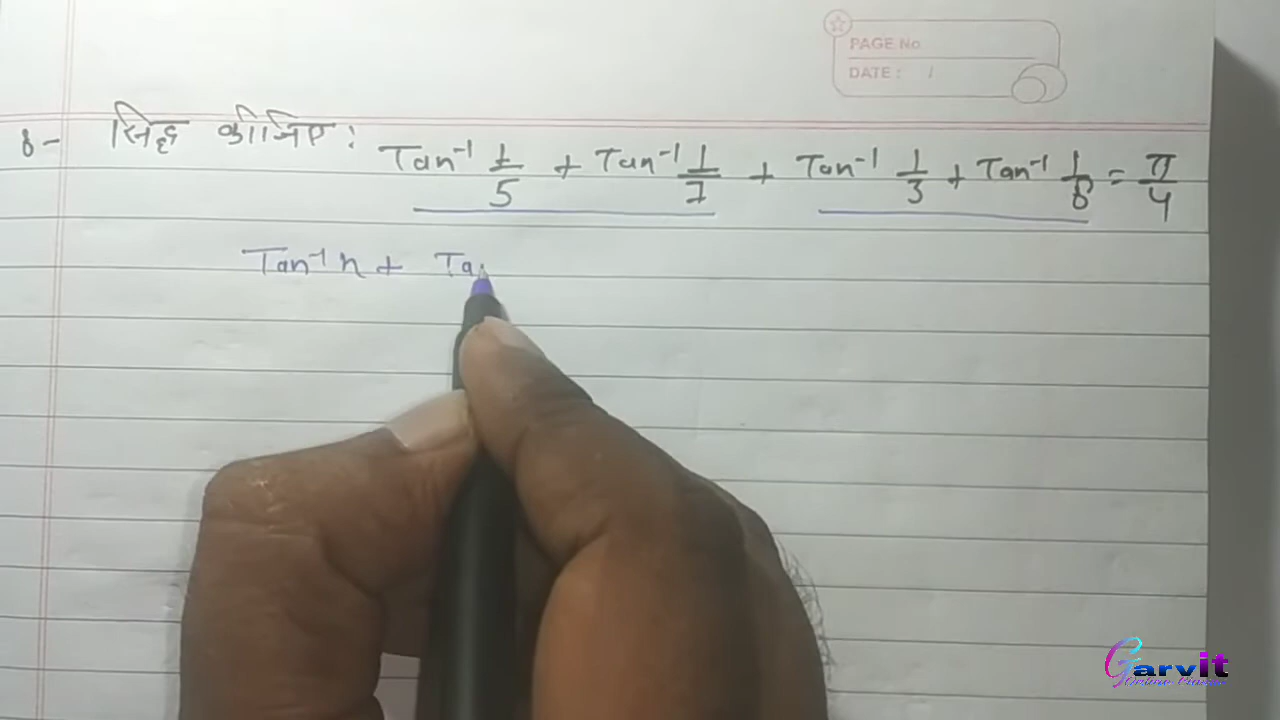 PAGE No.
DATE : /
8- सिद्ध कीजिए : Tan⁻¹ 1/5 + Tan⁻¹ 1/7 + Tan⁻¹ 1/3 + Tan⁻¹ 1/8 = π/4
Tan⁻¹ x + Ta
Garvit